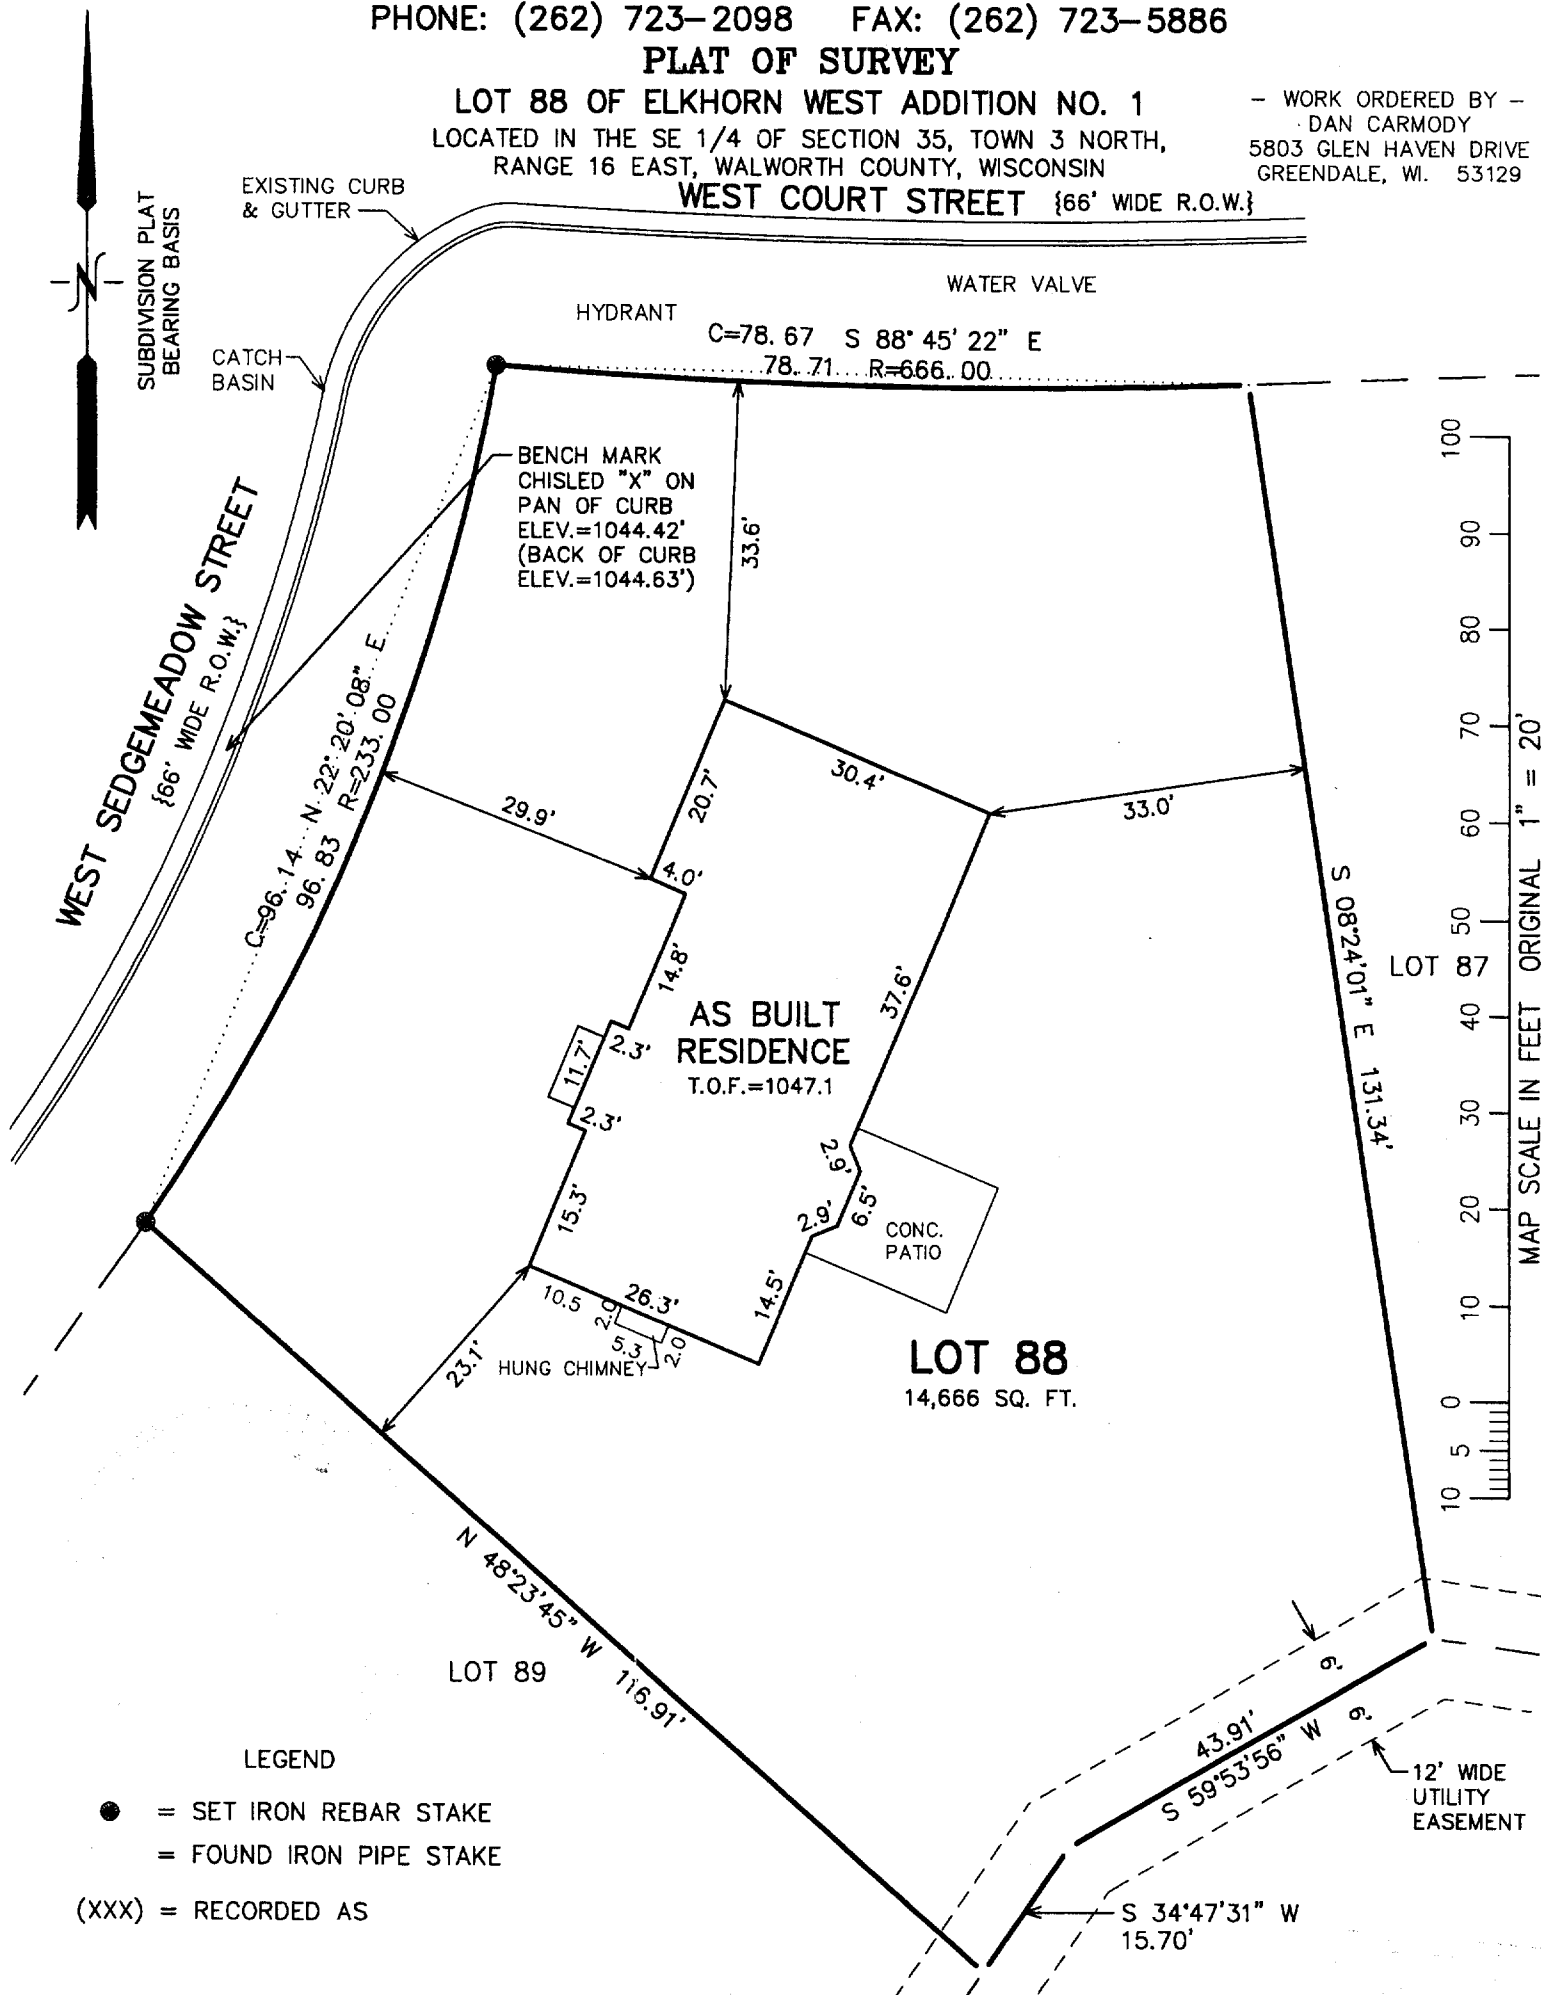 PHONE: (262) 723-2098 FAX: (262) 723-5886
PLAT OF SURVEY
LOT 88 OF ELKHORN WEST ADDITION NO. 1
LOCATED IN THE SE 1/4 OF SECTION 35, TOWN 3 NORTH,
RANGE 16 EAST, WALWORTH COUNTY, WISCONSIN
- WORK ORDERED BY -
DAN CARMODY
5803 GLEN HAVEN DRIVE
GREENDALE, WI. 53129
WEST COURT STREET {66' WIDE R.O.W.}
EXISTING CURB
& GUTTER
N
SUBDIVISION PLAT
BEARING BASIS
CATCH
BASIN
HYDRANT
WATER VALVE
C=78.67 S 88°45'22" E
78.71 R=666.00
BENCH MARK
CHISLED "X" ON
PAN OF CURB
ELEV.=1044.42'
(BACK OF CURB
ELEV.=1044.63')
33.6'
WEST SEDGEMEADOW STREET
{66' WIDE R.O.W.}
C=96.14 N 22°20'08" E
96.83 R=233.00
29.9'
20.7'
30.4'
33.0'
4.0'
14.8'
37.6'
AS BUILT
RESIDENCE
T.O.F.=1047.1
2.3'
11.7'
2.3'
15.3'
2.9'
6.5'
2.9'
14.5'
CONC.
PATIO
10.5
26.3'
2.0
5.3
2.0
HUNG CHIMNEY
23.1'
LOT 88
14,666 SQ. FT.
S 08°24'01" E 131.34'
LOT 87
100
90
80
70
60
50
40
30
20
10
0
5
10
MAP SCALE IN FEET ORIGINAL 1" = 20'
N 48°23'45" W 116.91'
LOT 89
6'
6'
43.91'
S 59°53'56" W
12' WIDE
UTILITY
EASEMENT
S 34°47'31" W
15.70'
LEGEND
= SET IRON REBAR STAKE
= FOUND IRON PIPE STAKE
(XXX) = RECORDED AS